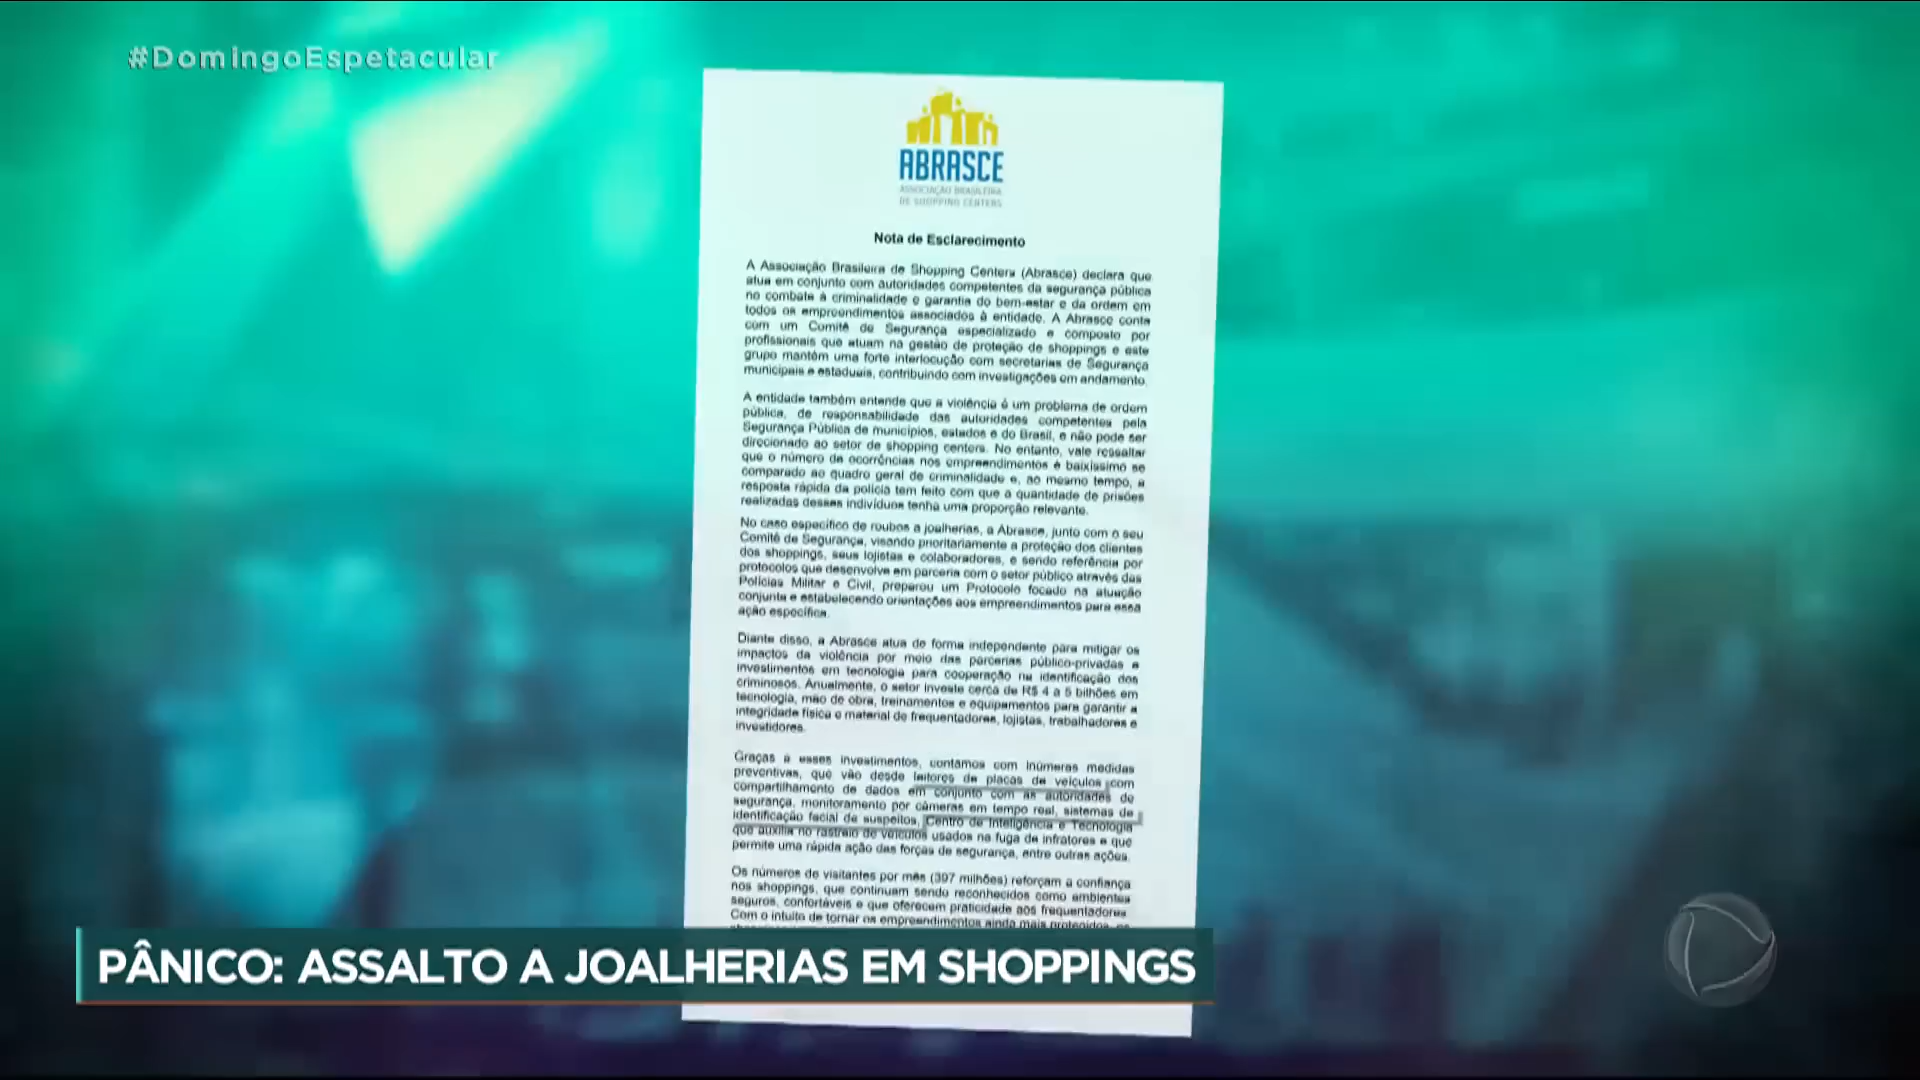 #DomingoEspetacular
ABRASCE
ASSOCIAÇÃO BRASILEIRA
DE SHOPPING CENTERS
Nota de Esclarecimento
A Associação Brasileira de Shopping Centers (Abrasce) declara que
atua em conjunto com autoridades competentes da segurança pública
no combate à criminalidade e garantia do bem-estar e da ordem em
todos os empreendimentos associados à entidade. A Abrasce conta
com um Comitê de Segurança especializado e composto por
profissionais que atuam na gestão de proteção de shoppings e este
grupo mantém uma forte interlocução com secretarias de Segurança
municipais e estaduais, contribuindo com investigações em andamento.
A entidade também entende que a violência é um problema de ordem
pública, de responsabilidade das autoridades competentes pela
Segurança Pública de municípios, estados e do Brasil, e não pode ser
direcionado ao setor de shopping centers. No entanto, vale ressaltar
que o número de ocorrências nos empreendimentos é baixíssimo se
comparado ao quadro geral de criminalidade e, ao mesmo tempo, a
resposta rápida da polícia tem feito com que a quantidade de prisões
realizadas desses indivíduos tenha uma proporção relevante.
No caso específico de roubos a joalherias, a Abrasce, junto com o seu
Comitê de Segurança, visando prioritariamente a proteção dos clientes
dos shoppings, seus lojistas e colaboradores, e sendo referência por
protocolos que desenvolve em parceria com o setor público através das
Polícias Militar e Civil, preparou um Protocolo focado na atuação
conjunta e estabelecendo orientações aos empreendimentos para essa
ação específica.
Diante disso, a Abrasce atua de forma independente para mitigar os
impactos da violência por meio das parcerias público-privadas e
investimentos em tecnologia para cooperação na identificação dos
criminosos. Anualmente, o setor investe cerca de R$ 4 a 5 bilhões em
tecnologia, mão de obra, treinamentos e equipamentos para garantir a
integridade física e material de frequentadores, lojistas, trabalhadores e
investidores.
Graças a esses investimentos, contamos com inúmeras medidas
preventivas, que vão desde leitores de placas de veículos com
compartilhamento de dados em conjunto com as autoridades de
segurança, monitoramento por câmeras em tempo real, sistemas de
identificação facial de suspeitos, Centro de Inteligência e Tecnologia
que auxilia no rastreio de veículos usados na fuga de infratores e que
permite uma rápida ação das forças de segurança, entre outras ações.
Os números de visitantes por mês (397 milhões) reforçam a confiança
nos shoppings, que continuam sendo reconhecidos como ambientes
seguros, confortáveis e que oferecem praticidade aos frequentadores.
Com o intuito de tornar os empreendimentos ainda mais protegidos, os
PÂNICO: ASSALTO A JOALHERIAS EM SHOPPINGS